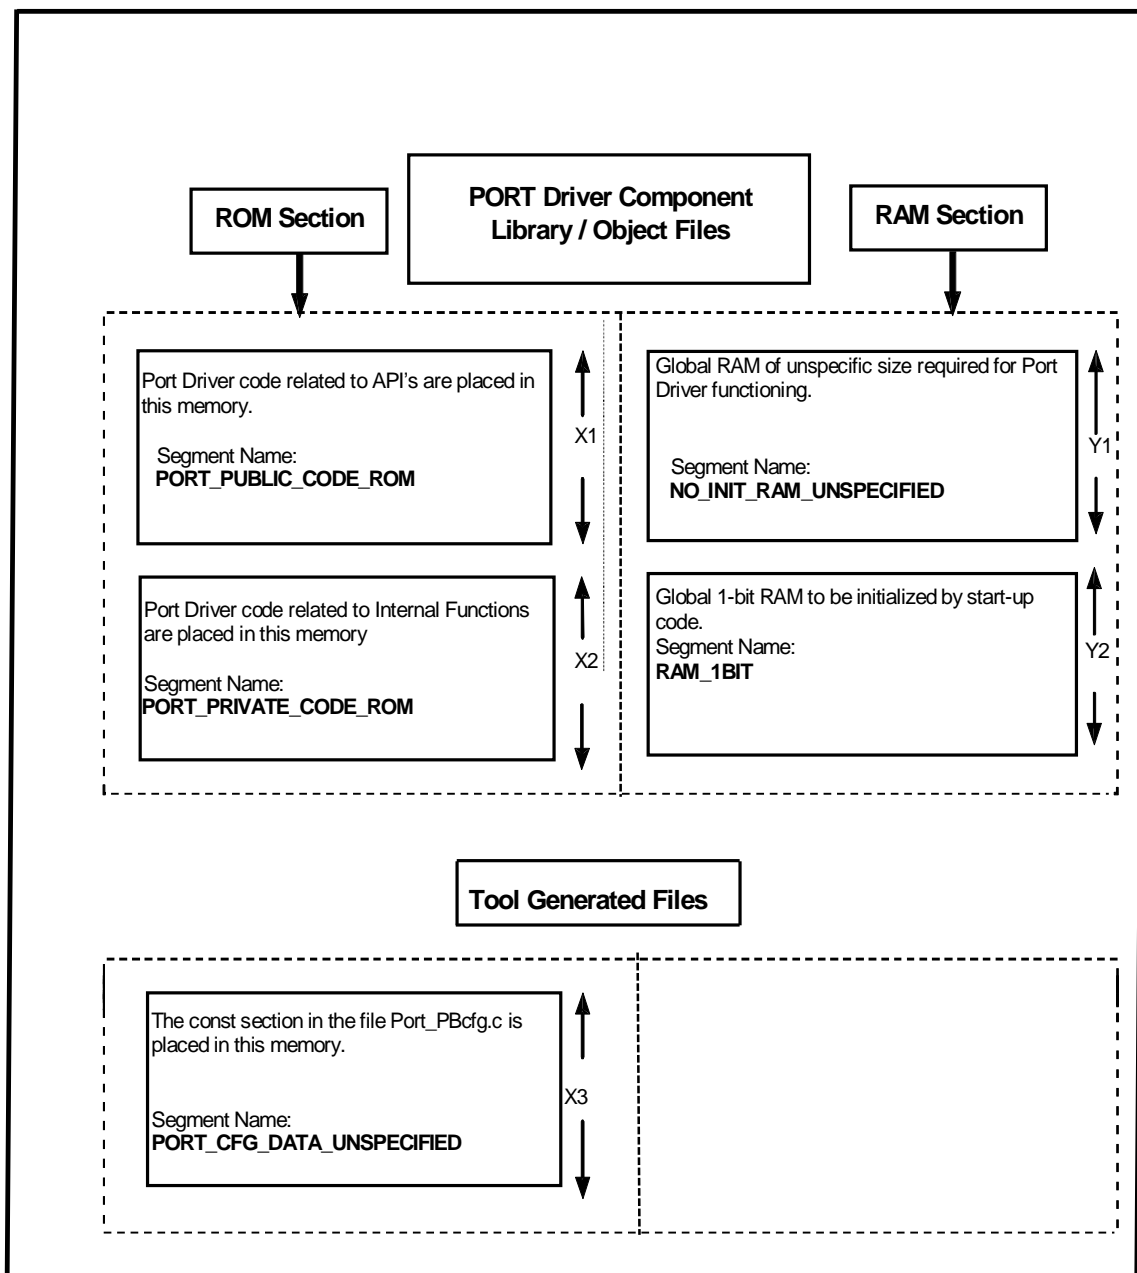 PORT Driver Component
Library / Object Files
ROM Section
RAM Section
Port Driver code related to API's are placed in
this memory.
Segment Name:
PORT_PUBLIC_CODE_ROM
X1
Global RAM of unspecific size required for Port
Driver functioning.
Segment Name:
NO_INIT_RAM_UNSPECIFIED
Y1
Port Driver code related to Internal Functions
are placed in this memory
Segment Name:
PORT_PRIVATE_CODE_ROM
X2
Global 1-bit RAM to be initialized by start-up
code.
Segment Name:
RAM_1BIT
Y2
Tool Generated Files
The const section in the file Port_PBcfg.c is
placed in this memory.
Segment Name:
PORT_CFG_DATA_UNSPECIFIED
X3